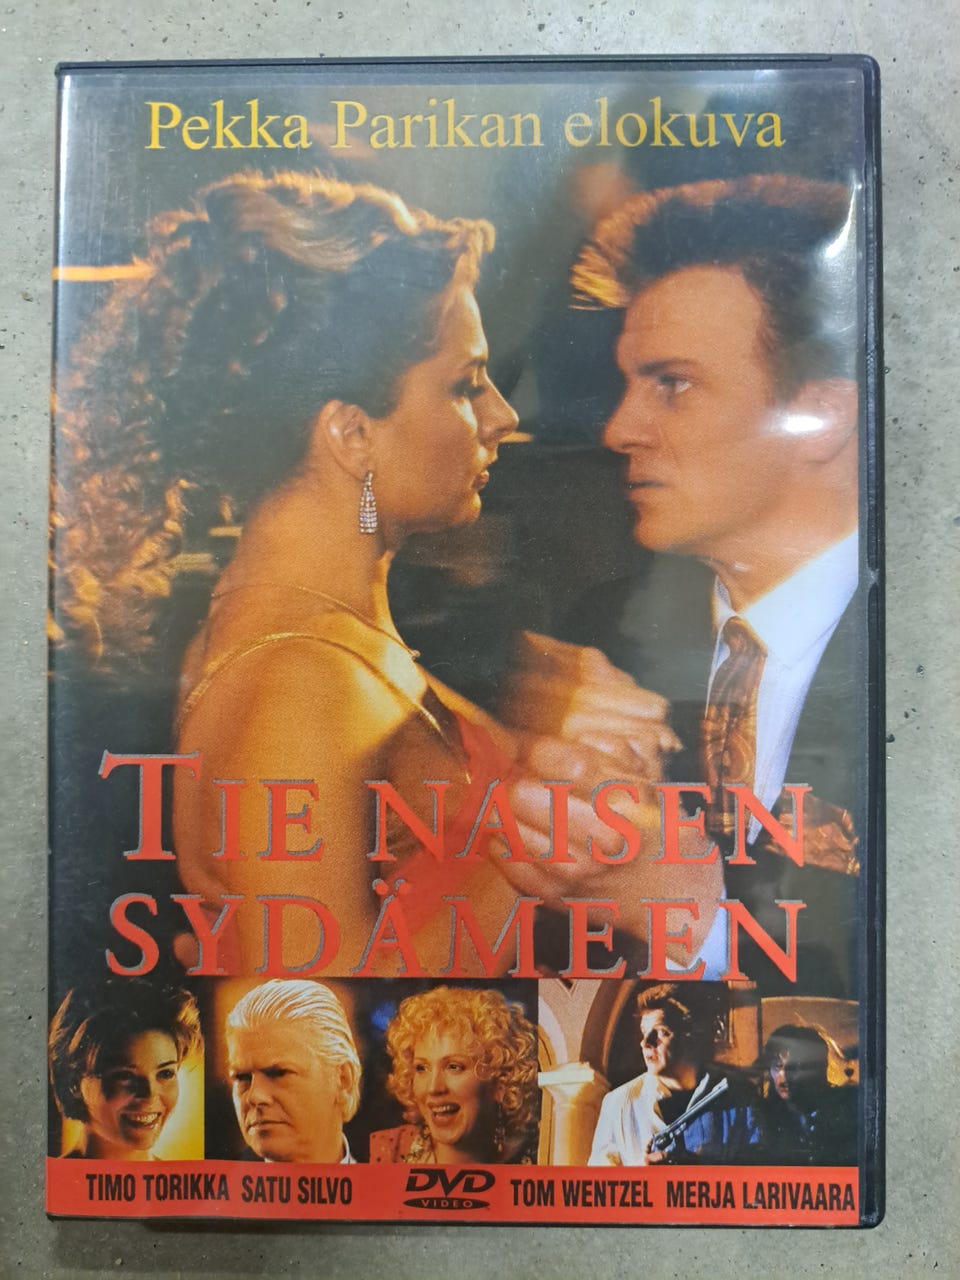 Pekka Parikan elokuva
TIE NAISEN
SYDÄMEEN
TIMO TORIKKA SATU SILVO DVD VIDEO TOM WENTZEL MERJA LARIVAARA